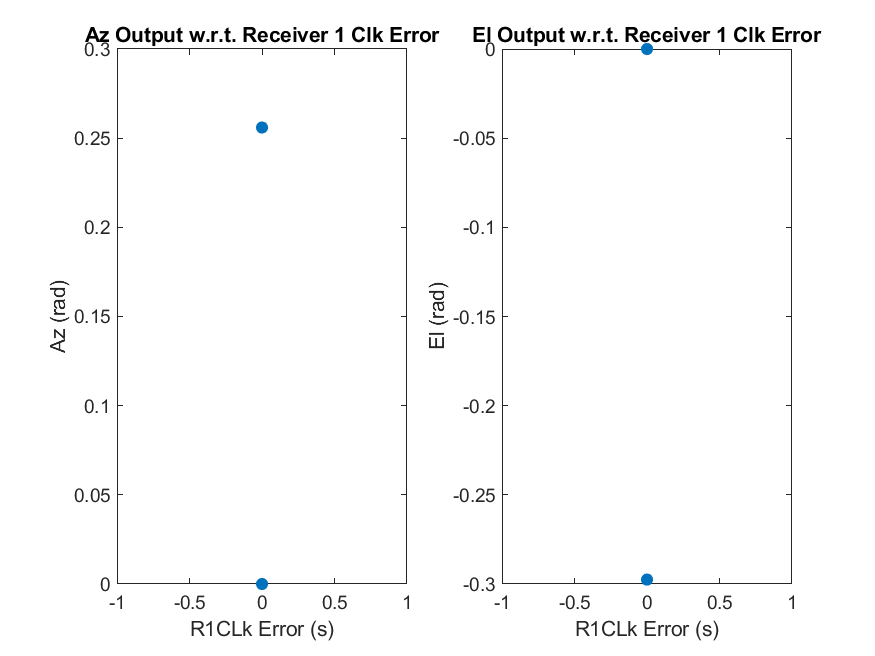 Az Output w.r.t. Receiver 1 Clk Error
0.3
0.25
0.2
0.15
0.1
0.05
0
-1 -0.5 0 0.5 1
Az (rad)
R1CLk Error (s)
El Output w.r.t. Receiver 1 Clk Error
0
-0.05
-0.1
-0.15
-0.2
-0.25
-0.3
-1 -0.5 0 0.5 1
El (rad)
R1CLk Error (s)